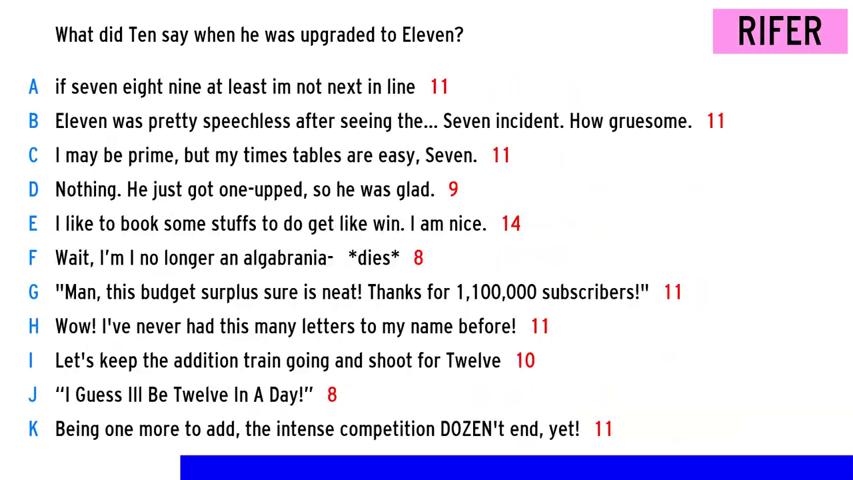 What did Ten say when he was upgraded to Eleven?
RIFER
A if seven eight nine at least im not next in line 11
B Eleven was pretty speechless after seeing the... Seven incident. How gruesome. 11
C I may be prime, but my times tables are easy, Seven. 11
D Nothing. He just got one-upped, so he was glad. 9
E I like to book some stuffs to do get like win. I am nice. 14
F Wait, I'm I no longer an algabrania- *dies* 8
G "Man, this budget surplus sure is neat! Thanks for 1,100,000 subscribers!" 11
H Wow! I've never had this many letters to my name before! 11
I Let's keep the addition train going and shoot for Twelve 10
J “I Guess Ill Be Twelve In A Day!” 8
K Being one more to add, the intense competition DOZEN't end, yet! 11